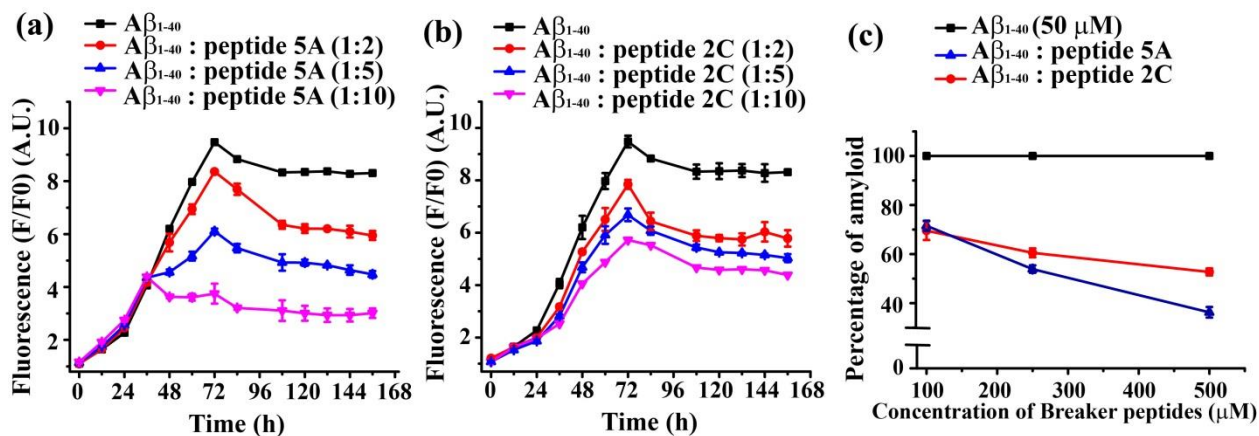 (a)
Aβ₁₋₄₀
Aβ₁₋₄₀ : peptide 5A (1:2)
Aβ₁₋₄₀ : peptide 5A (1:5)
Aβ₁₋₄₀ : peptide 5A (1:10)
Fluorescence (F/F0) (A.U.)
10
8
6
4
2
0 24 48 72 96 120 144 168
Time (h)
(b)
Aβ₁₋₄₀
Aβ₁₋₄₀ : peptide 2C (1:2)
Aβ₁₋₄₀ : peptide 2C (1:5)
Aβ₁₋₄₀ : peptide 2C (1:10)
Fluorescence (F/F0) (A.U.)
10
8
6
4
2
0 24 48 72 96 120 144 168
Time (h)
(c)
Aβ₁₋₄₀ (50 μM)
Aβ₁₋₄₀ : peptide 5A
Aβ₁₋₄₀ : peptide 2C
Percentage of amyloid
100
80
60
40
0
100 200 300 400 500
Concentration of Breaker peptides (μM)